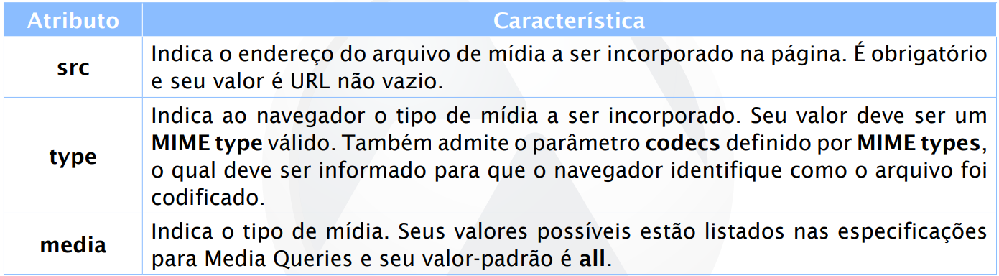 Atributo Característica
Indica o endereço do arquivo de mídia a ser incorporado na página. É obrigatório
src
e seu valor é URL não vazio.
Indica ao navegador o tipo de mídia a ser incorporado. Seu valor deve ser um
MIME type válido. Também admite o parâmetro codecs definido por MIME types,
type
o qual deve ser informado para que o navegador identifique como o arquivo foi
codificado.
Indica o tipo de mídia. Seus valores possíveis estão listados nas especificações
media
para Media Queries e seu valor-padrão é all.